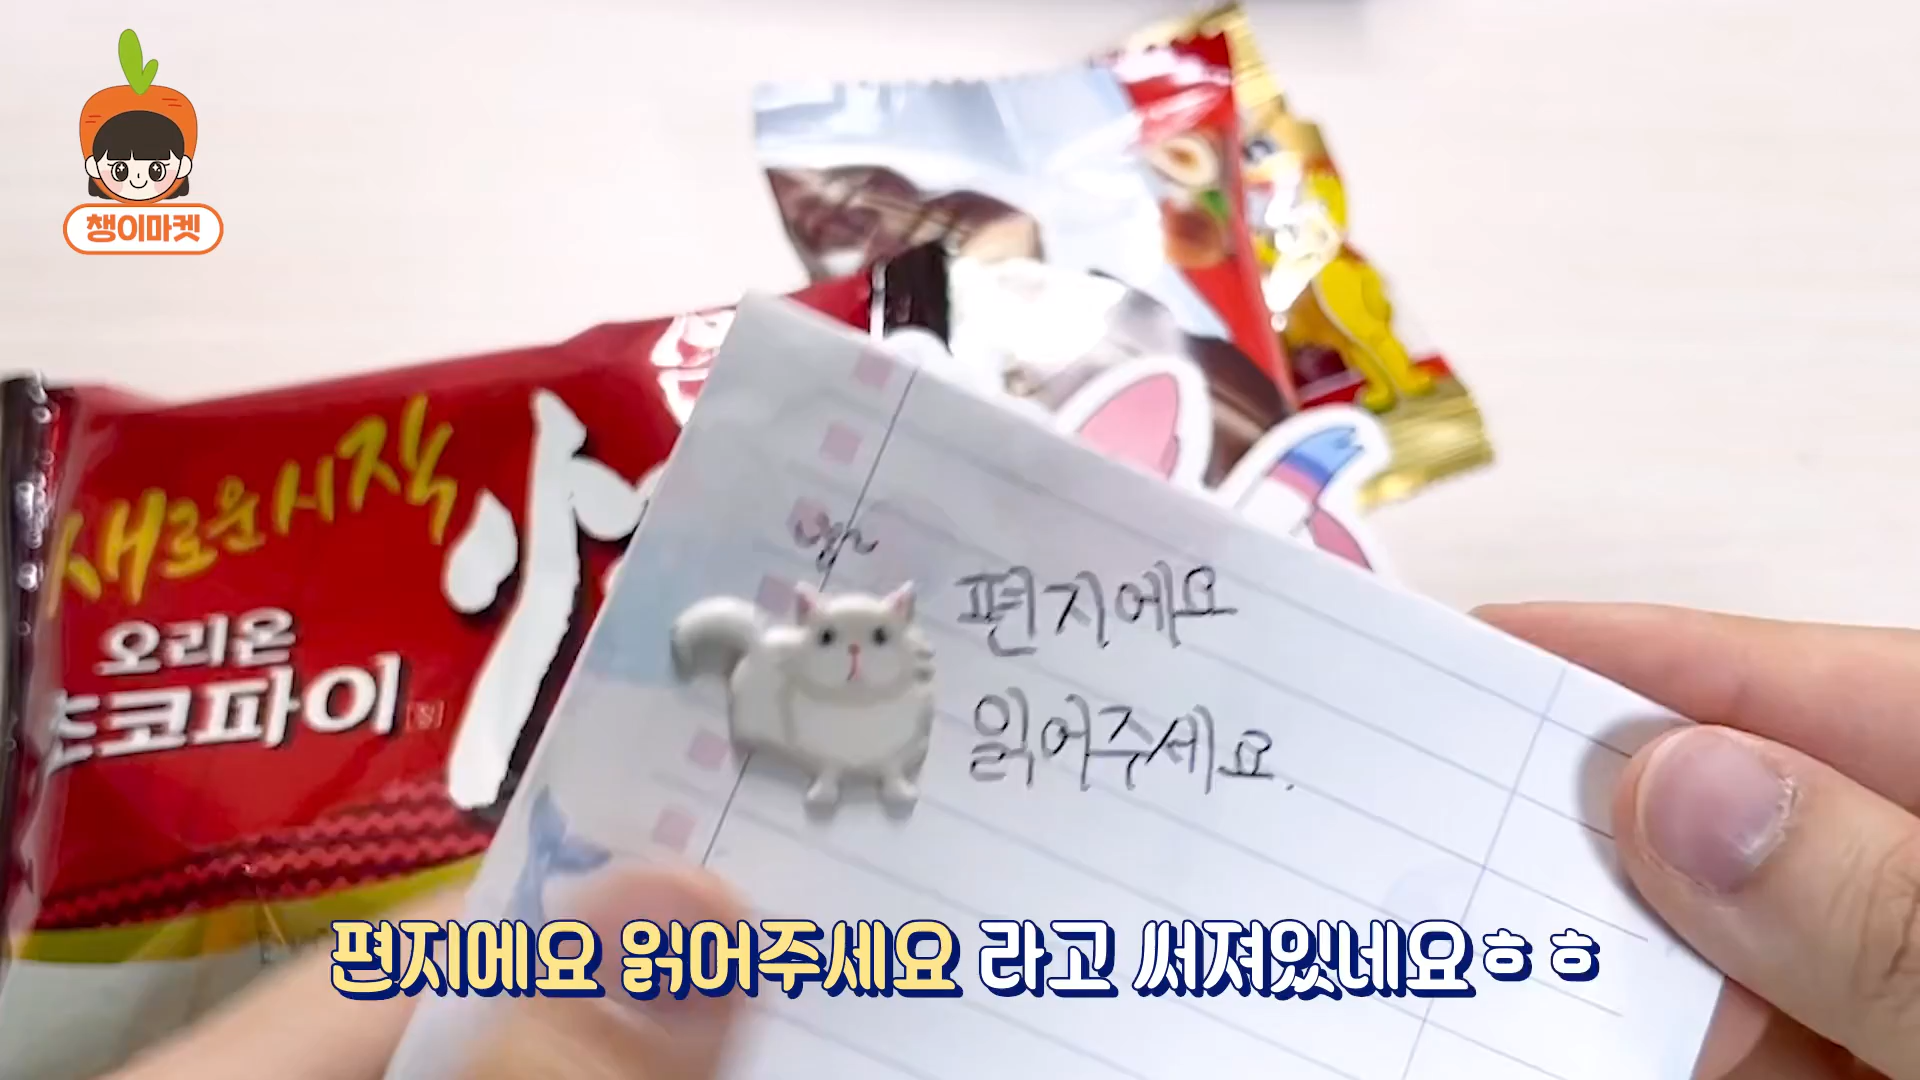 챙이마켓
새로운시작
오리온
초코파이
편지에요
읽어주세요.
편지에요 읽어주세요 라고 써져있네요ㅎㅎ